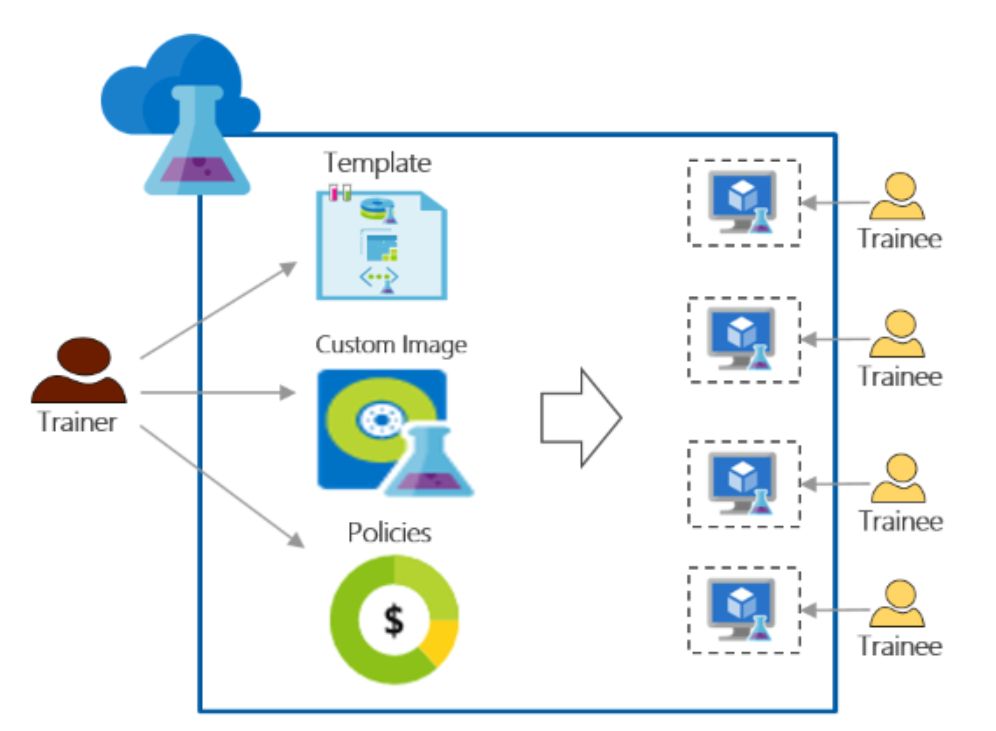 Template
Custom Image
Policies
$
Trainer
Trainee
Trainee
Trainee
Trainee